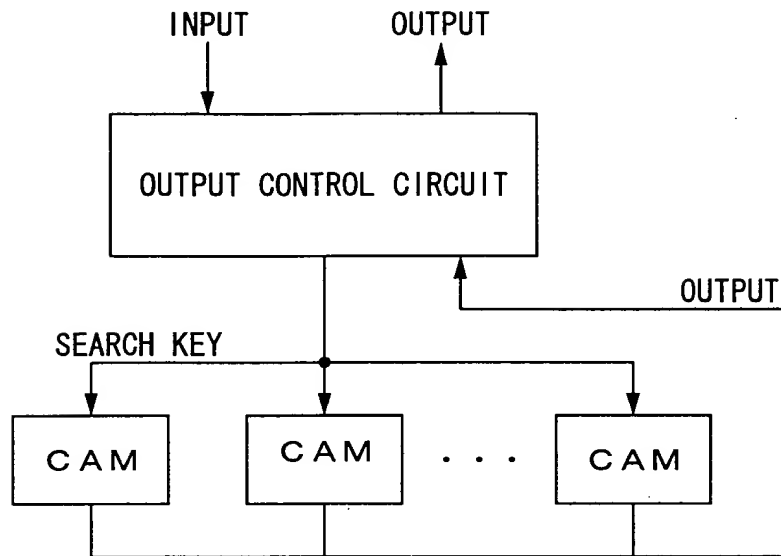 INPUT OUTPUT
OUTPUT CONTROL CIRCUIT
OUTPUT
SEARCH KEY
CAM CAM . . . CAM